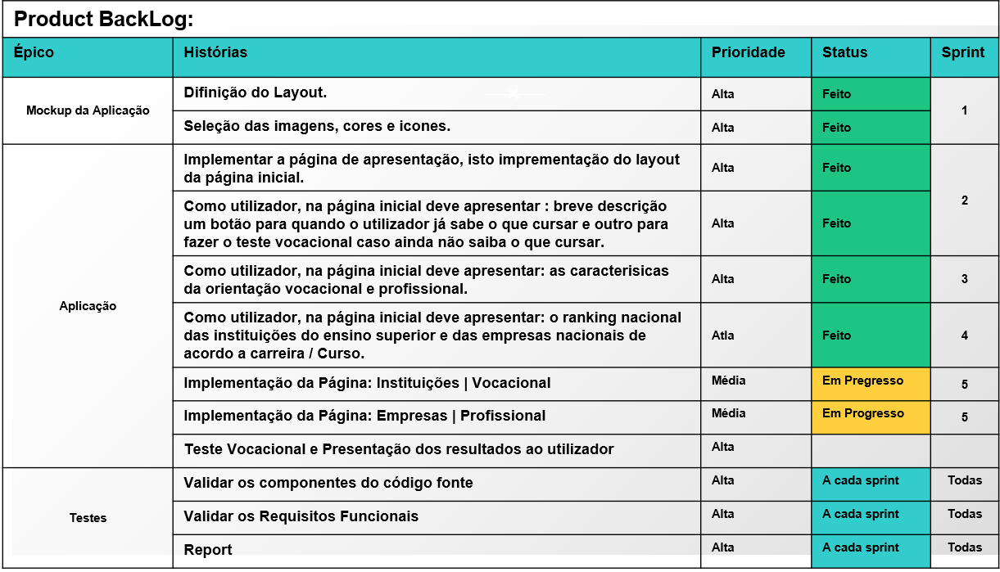 Product BackLog:
Épico Histórias Prioridade Status Sprint
Mockup da Aplicação
Difinição do Layout. Alta Feito
1
Seleção das imagens, cores e icones. Alta Feito
Aplicação
Implementar a página de apresentação, isto imprementação do layout
da página inicial.
Alta Feito
2
Como utilizador, na página inicial deve apresentar : breve descrição
um botão para quando o utilizador já sabe o que cursar e outro para
fazer o teste vocacional caso ainda não saiba o que cursar.
Alta Feito
Como utilizador, na página inicial deve apresentar: as caracterisicas
da orientação vocacional e profissional.
Alta Feito 3
Como utilizador, na página inicial deve apresentar: o ranking nacional
das instituições do ensino superior e das empresas nacionais de
acordo a carreira / Curso.
Atla Feito 4
Implementação da Página: Instituições | Vocacional Média Em Pregresso 5
Implementação da Página: Empresas | Profissional Média Em Progresso 5
Teste Vocacional e Presentação dos resultados ao utilizador Alta
Testes
Validar os componentes do código fonte Alta A cada sprint Todas
Validar os Requisitos Funcionais Alta A cada sprint Todas
Report Alta A cada sprint Todas